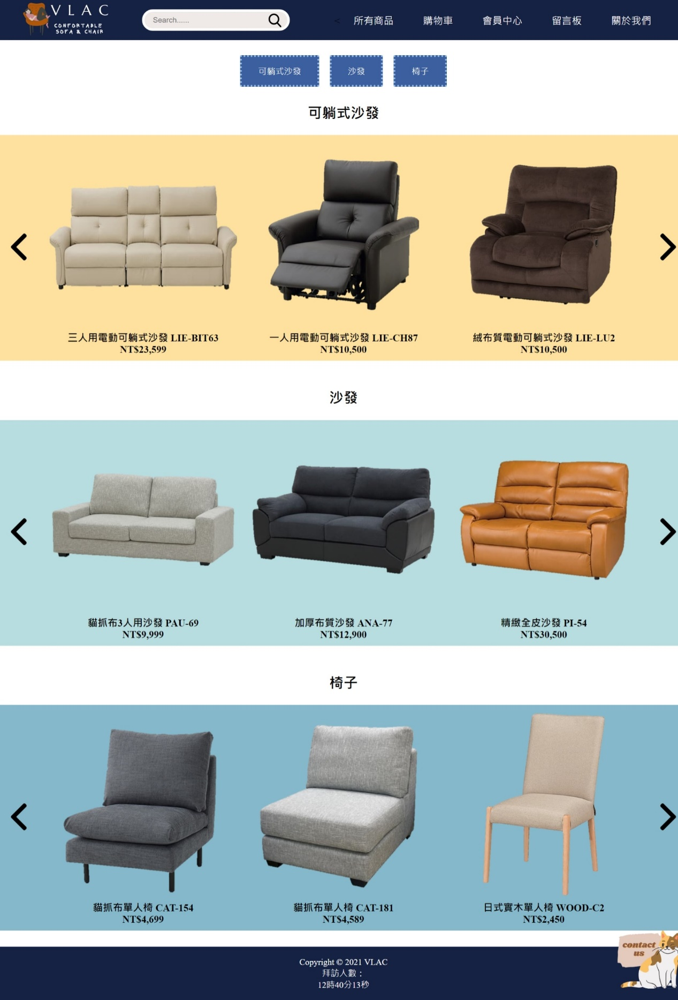 VLAC
CONFORTABLE
SOFA & CHAIR
Search......
<
所有商品
購物車
會員中心
留言板
關於我們
可躺式沙發
沙發
椅子
可躺式沙發
三人用電動可躺式沙發 LIE-BIT63
NT$23,599
一人用電動可躺式沙發 LIE-CH87
NT$10,500
絨布質電動可躺式沙發 LIE-LU2
NT$10,500
沙發
貓抓布3人用沙發 PAU-69
NT$9,999
加厚布質沙發 ANA-77
NT$12,900
精緻全皮沙發 PI-54
NT$30,500
椅子
貓抓布單人椅 CAT-154
NT$4,699
貓抓布單人椅 CAT-181
NT$4,589
日式實木單人椅 WOOD-C2
NT$2,450
contact
us
Copyright © 2021 VLAC
拜訪人數：
12時40分13秒